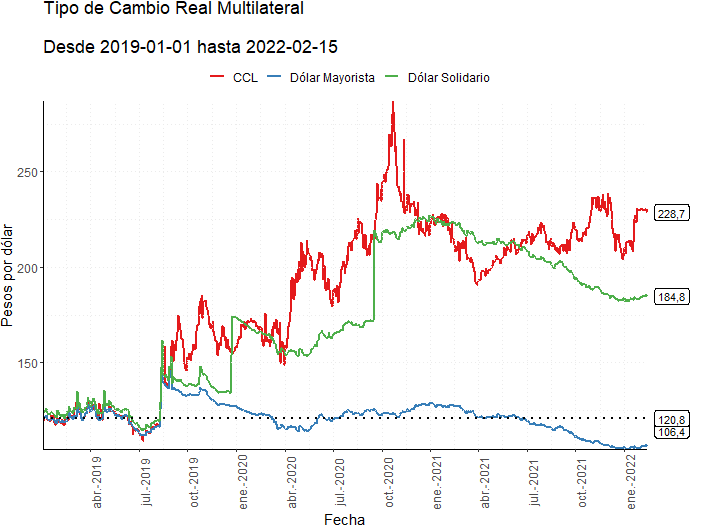 Tipo de Cambio Real Multilateral
Desde 2019-01-01 hasta 2022-02-15
CCL Dólar Mayorista Dólar Solidario
Pesos por dólar
250
200
150
228,7
184,8
120,8
106,4
abr.-2019
jul.-2019
oct.-2019
ene.-2020
abr.-2020
jul.-2020
oct.-2020
ene.-2021
abr.-2021
jul.-2021
oct.-2021
ene.-2022
Fecha